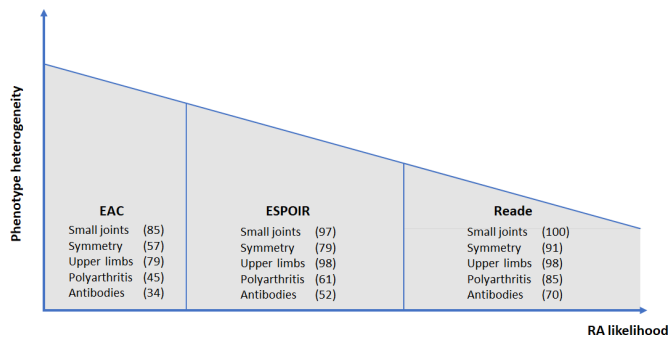 Phenotype heterogeneity
EAC
Small joints (85)
Symmetry (57)
Upper limbs (79)
Polyarthritis (45)
Antibodies (34)
ESPOIR
Small joints (97)
Symmetry (79)
Upper limbs (98)
Polyarthritis (61)
Antibodies (52)
Reade
Small joints (100)
Symmetry (91)
Upper limbs (98)
Polyarthritis (85)
Antibodies (70)
RA likelihood